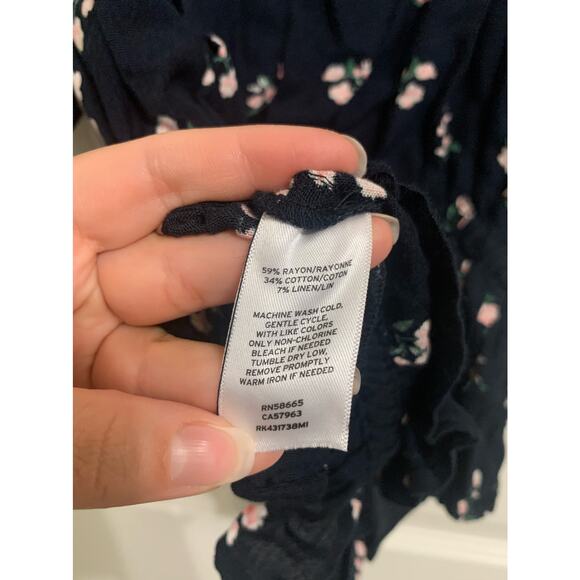 59% RAYON/RAYONNE
34% COTTON/COTON
7% LINEN/LIN
MACHINE WASH COLD,
GENTLE CYCLE,
WITH LIKE COLORS
ONLY NON-CHLORINE
BLEACH IF NEEDED
TUMBLE DRY LOW,
REMOVE PROMPTLY
WARM IRON IF NEEDED
RN58665
CA57963
RK431738MI